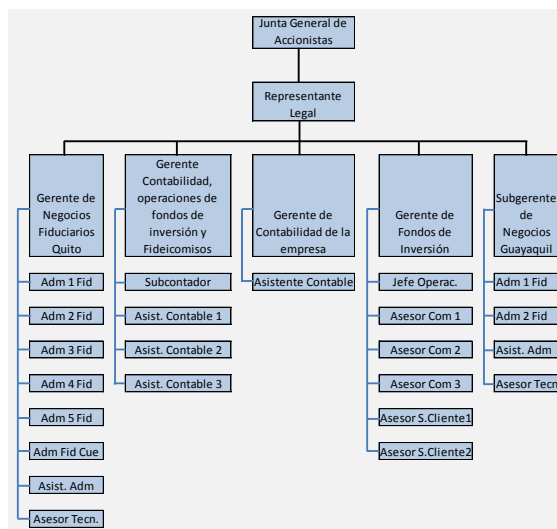 Junta General de
Accionistas
Representante
Legal
Gerente de
Negocios
Fiduciarios
Quito
Gerente
Contabilidad,
operaciones de
fondos de
inversión y
Fideicomisos
Gerente de
Contabilidad de la
empresa
Gerente de
Fondos de
Inversión
Subgerente
de
Negocios
Guayaquil
Adm 1 Fid
Adm 2 Fid
Adm 3 Fid
Adm 4 Fid
Adm 5 Fid
Adm Fid Cue
Asist. Adm
Asesor Tecn.
Subcontador
Asist. Contable 1
Asist. Contable 2
Asist. Contable 3
Asistente Contable
Jefe Operac.
Asesor Com 1
Asesor Com 2
Asesor Com 3
Asesor S.Cliente1
Asesor S.Cliente2
Adm 1 Fid
Adm 2 Fid
Asist. Adm
Asesor Tecn